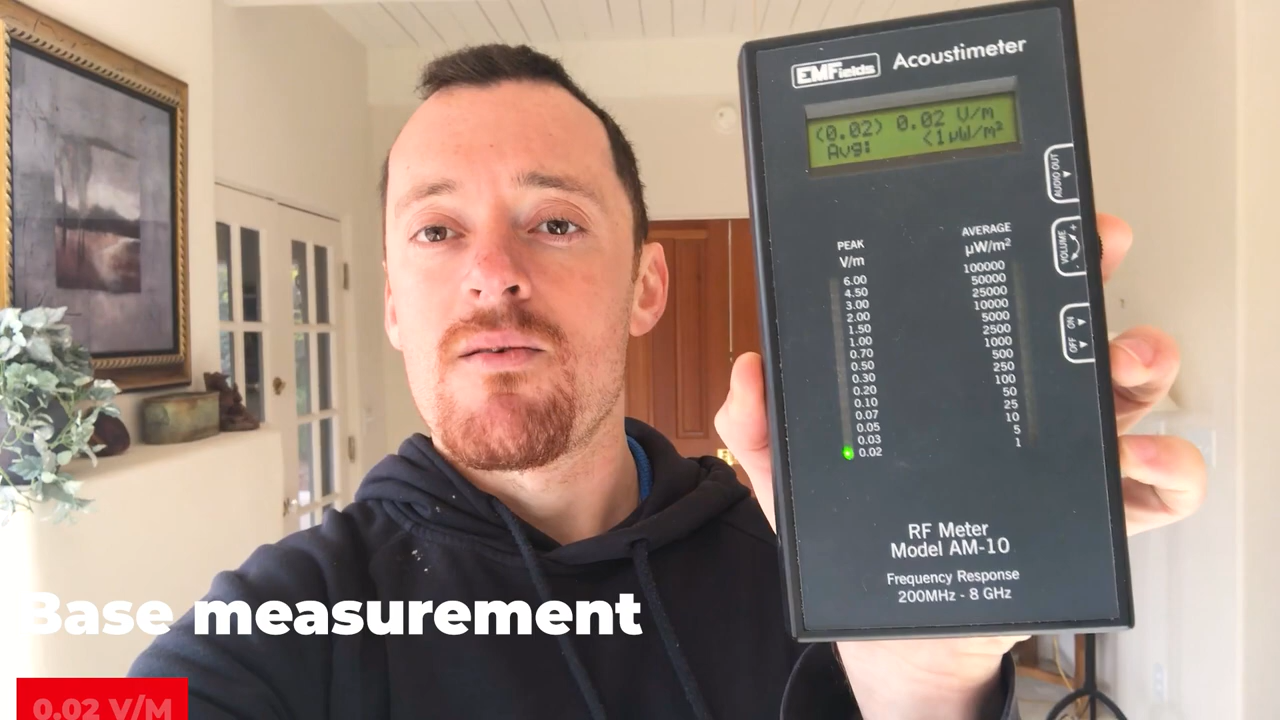 EMFields Acoustimeter
(0.02) 0.02 V/m
Avg: <1µW/m²
AUDIO OUT
VOLUME
- +
OFF ON
PEAK
V/m
6.00
4.50
3.00
2.00
1.50
1.00
0.70
0.50
0.30
0.20
0.10
0.07
0.05
0.03
0.02
AVERAGE
µW/m²
100000
50000
25000
10000
5000
2500
1000
500
250
100
50
25
10
5
1
RF Meter
Model AM-10
Frequency Response
200MHz - 8 GHz
Base measurement
0.02 V/M